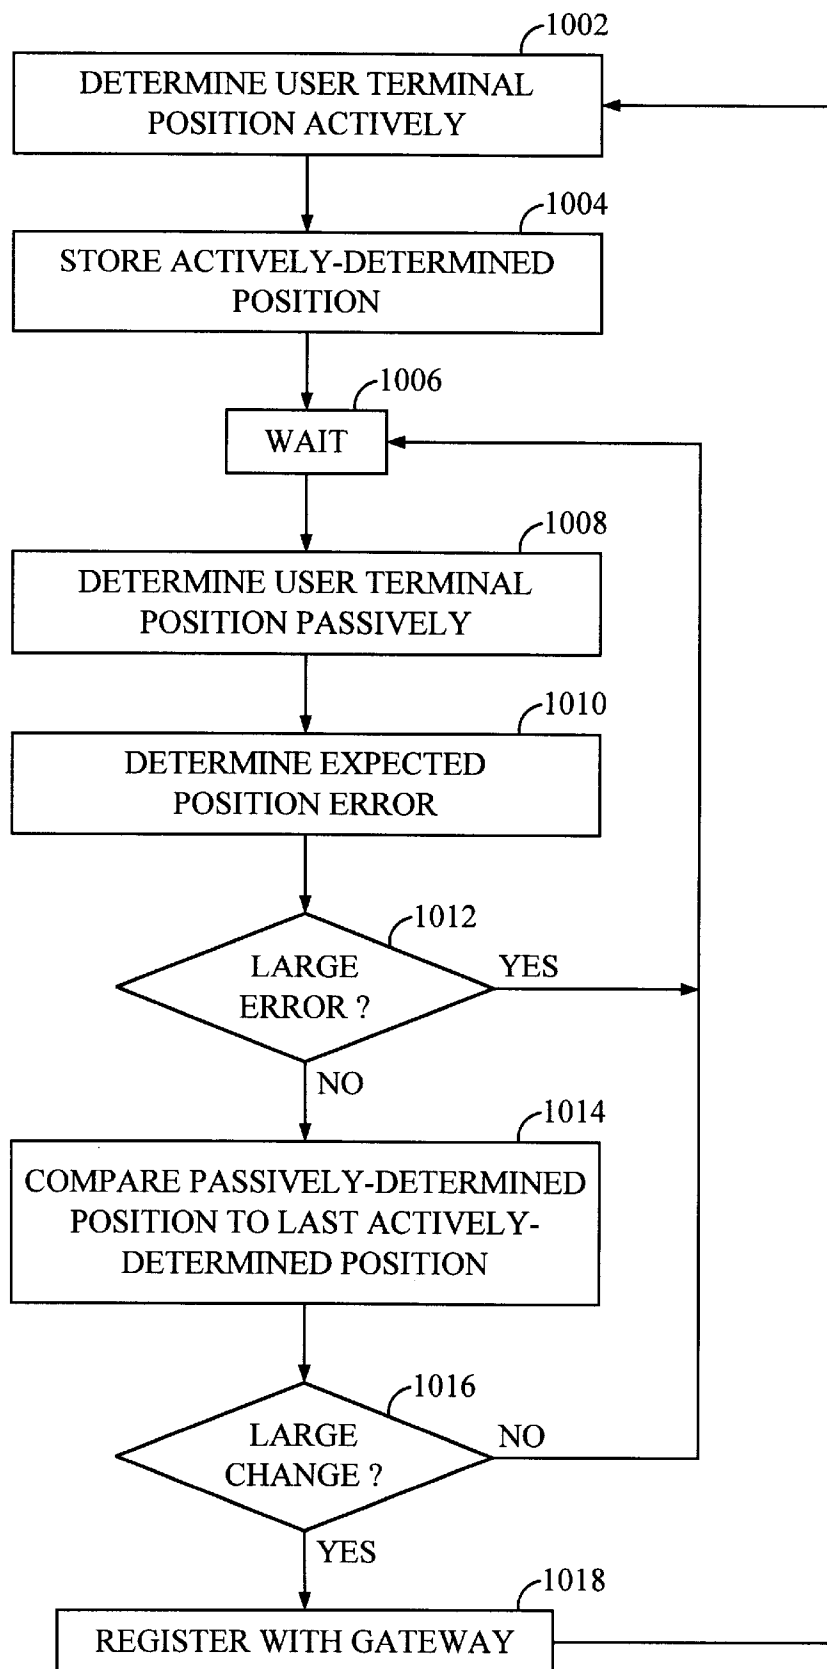 1002
DETERMINE USER TERMINAL
POSITION ACTIVELY
1004
STORE ACTIVELY-DETERMINED
POSITION
1006
WAIT
1008
DETERMINE USER TERMINAL
POSITION PASSIVELY
1010
DETERMINE EXPECTED
POSITION ERROR
1012
LARGE
ERROR ?
YES
NO
1014
COMPARE PASSIVELY-DETERMINED
POSITION TO LAST ACTIVELY-
DETERMINED POSITION
1016
LARGE
CHANGE ?
NO
YES
1018
REGISTER WITH GATEWAY